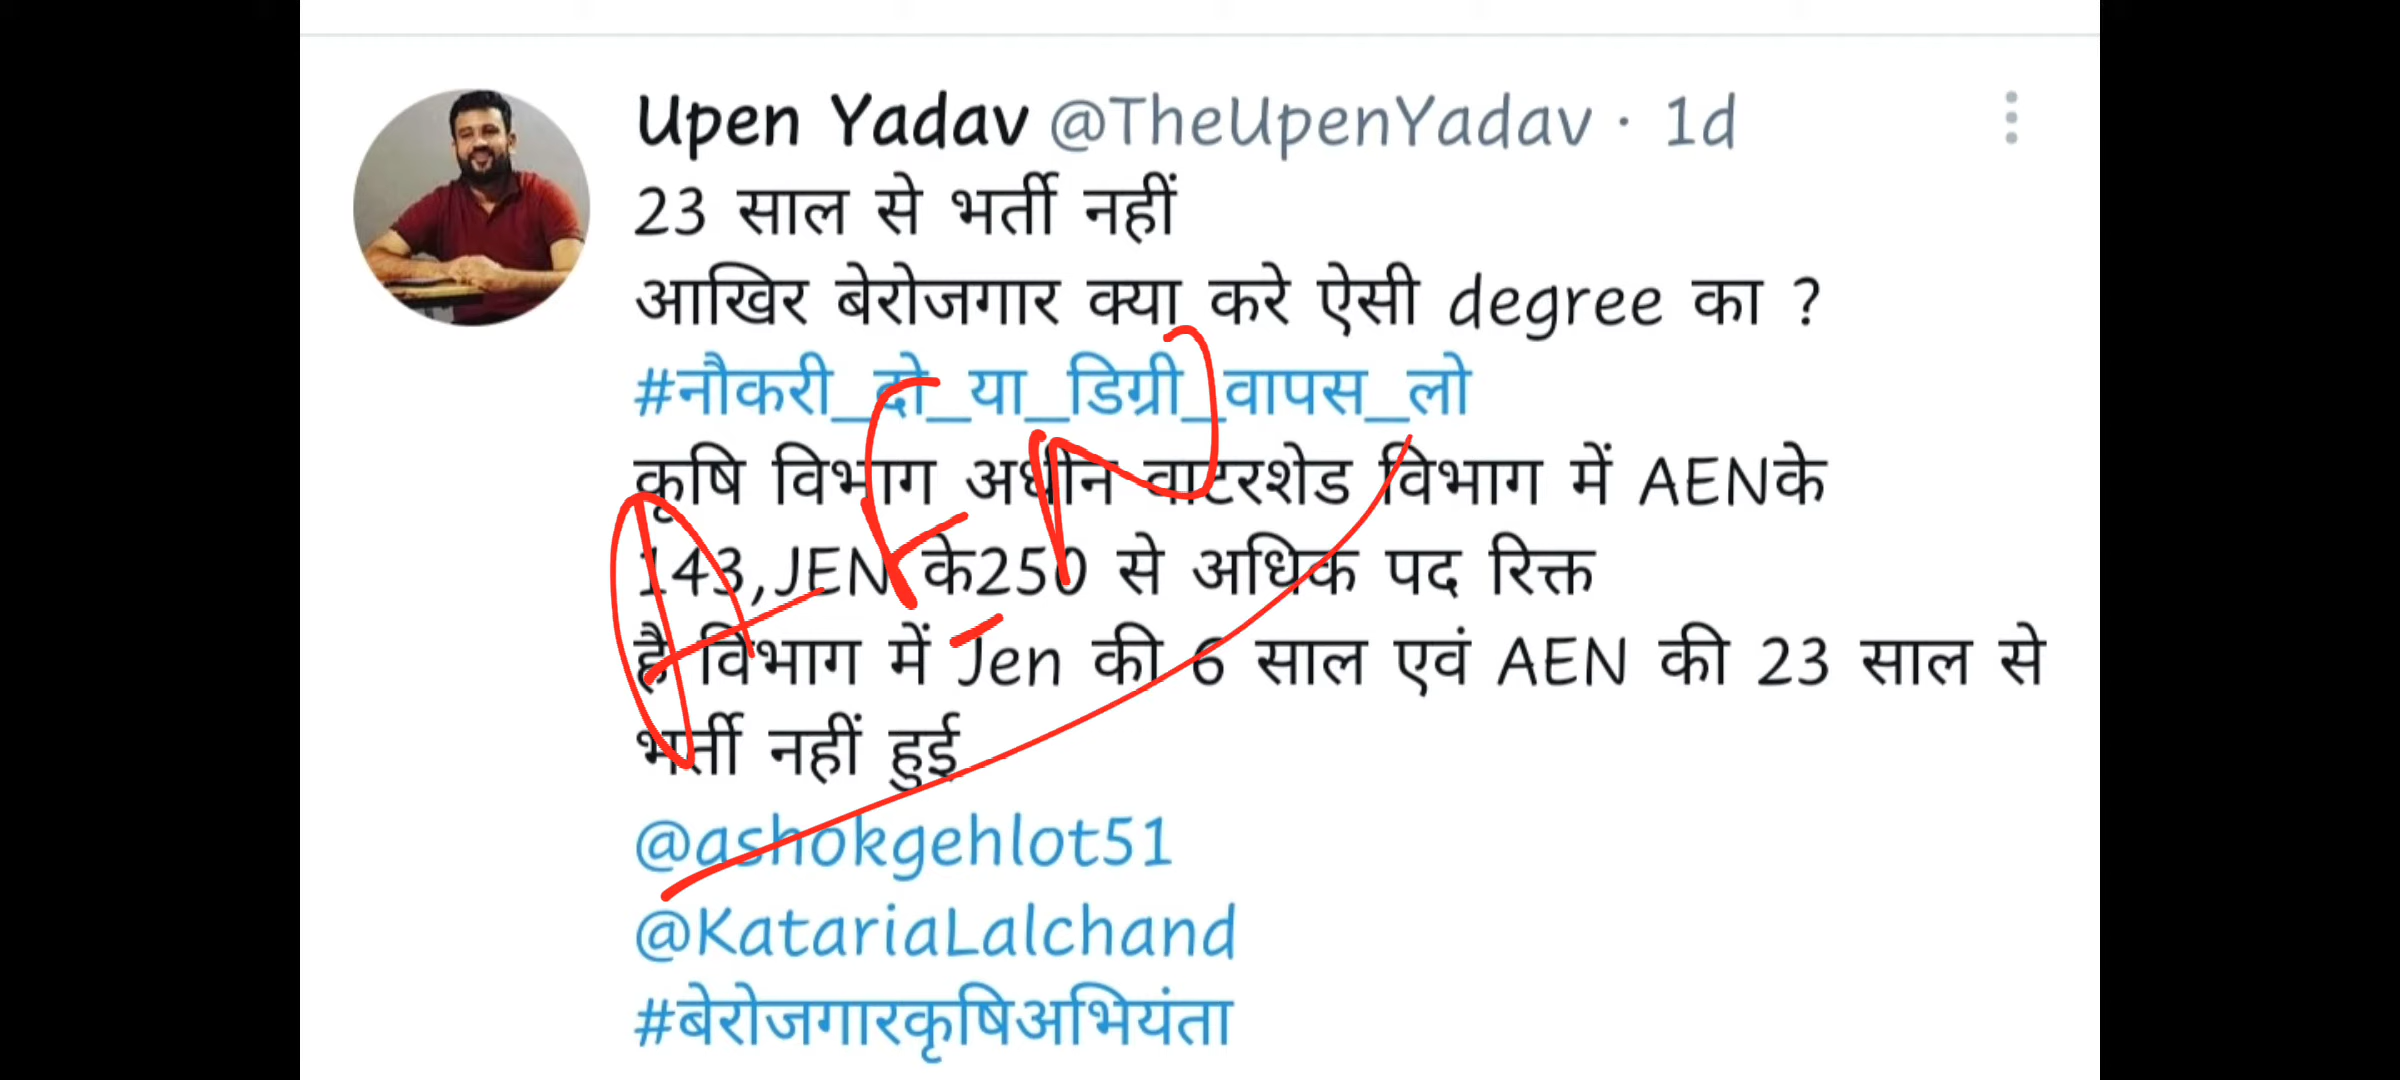 Upen Yadav @TheUpenYadav · 1d
23 साल से भर्ती नहीं
आखिर बेरोजगार क्या करे ऐसी degree का ?
#नौकरी_दो_या_डिग्री_वापस_लो
कृषि विभाग अधीन वाटरशेड विभाग में AENके
143,JEN के250 से अधिक पद रिक्त
है विभाग में Jen की 6 साल एवं AEN की 23 साल से
भर्ती नहीं हुई
@ashokgehlot51
@KatariaLalchand
#बेरोजगारकृषिअभियंता
AEN